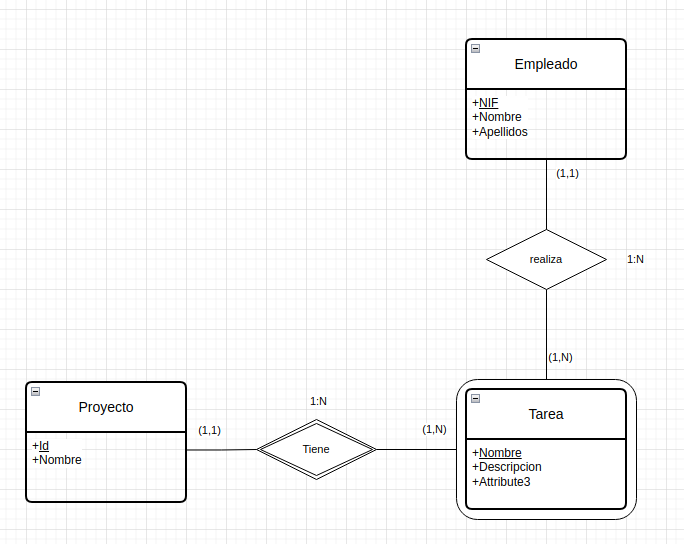 Empleado
+NIF
+Nombre
+Apellidos
(1,1)
realiza
1:N
(1,N)
Proyecto
+Id
+Nombre
(1,1)
1:N
Tiene
(1,N)
Tarea
+Nombre
+Descripcion
+Attribute3